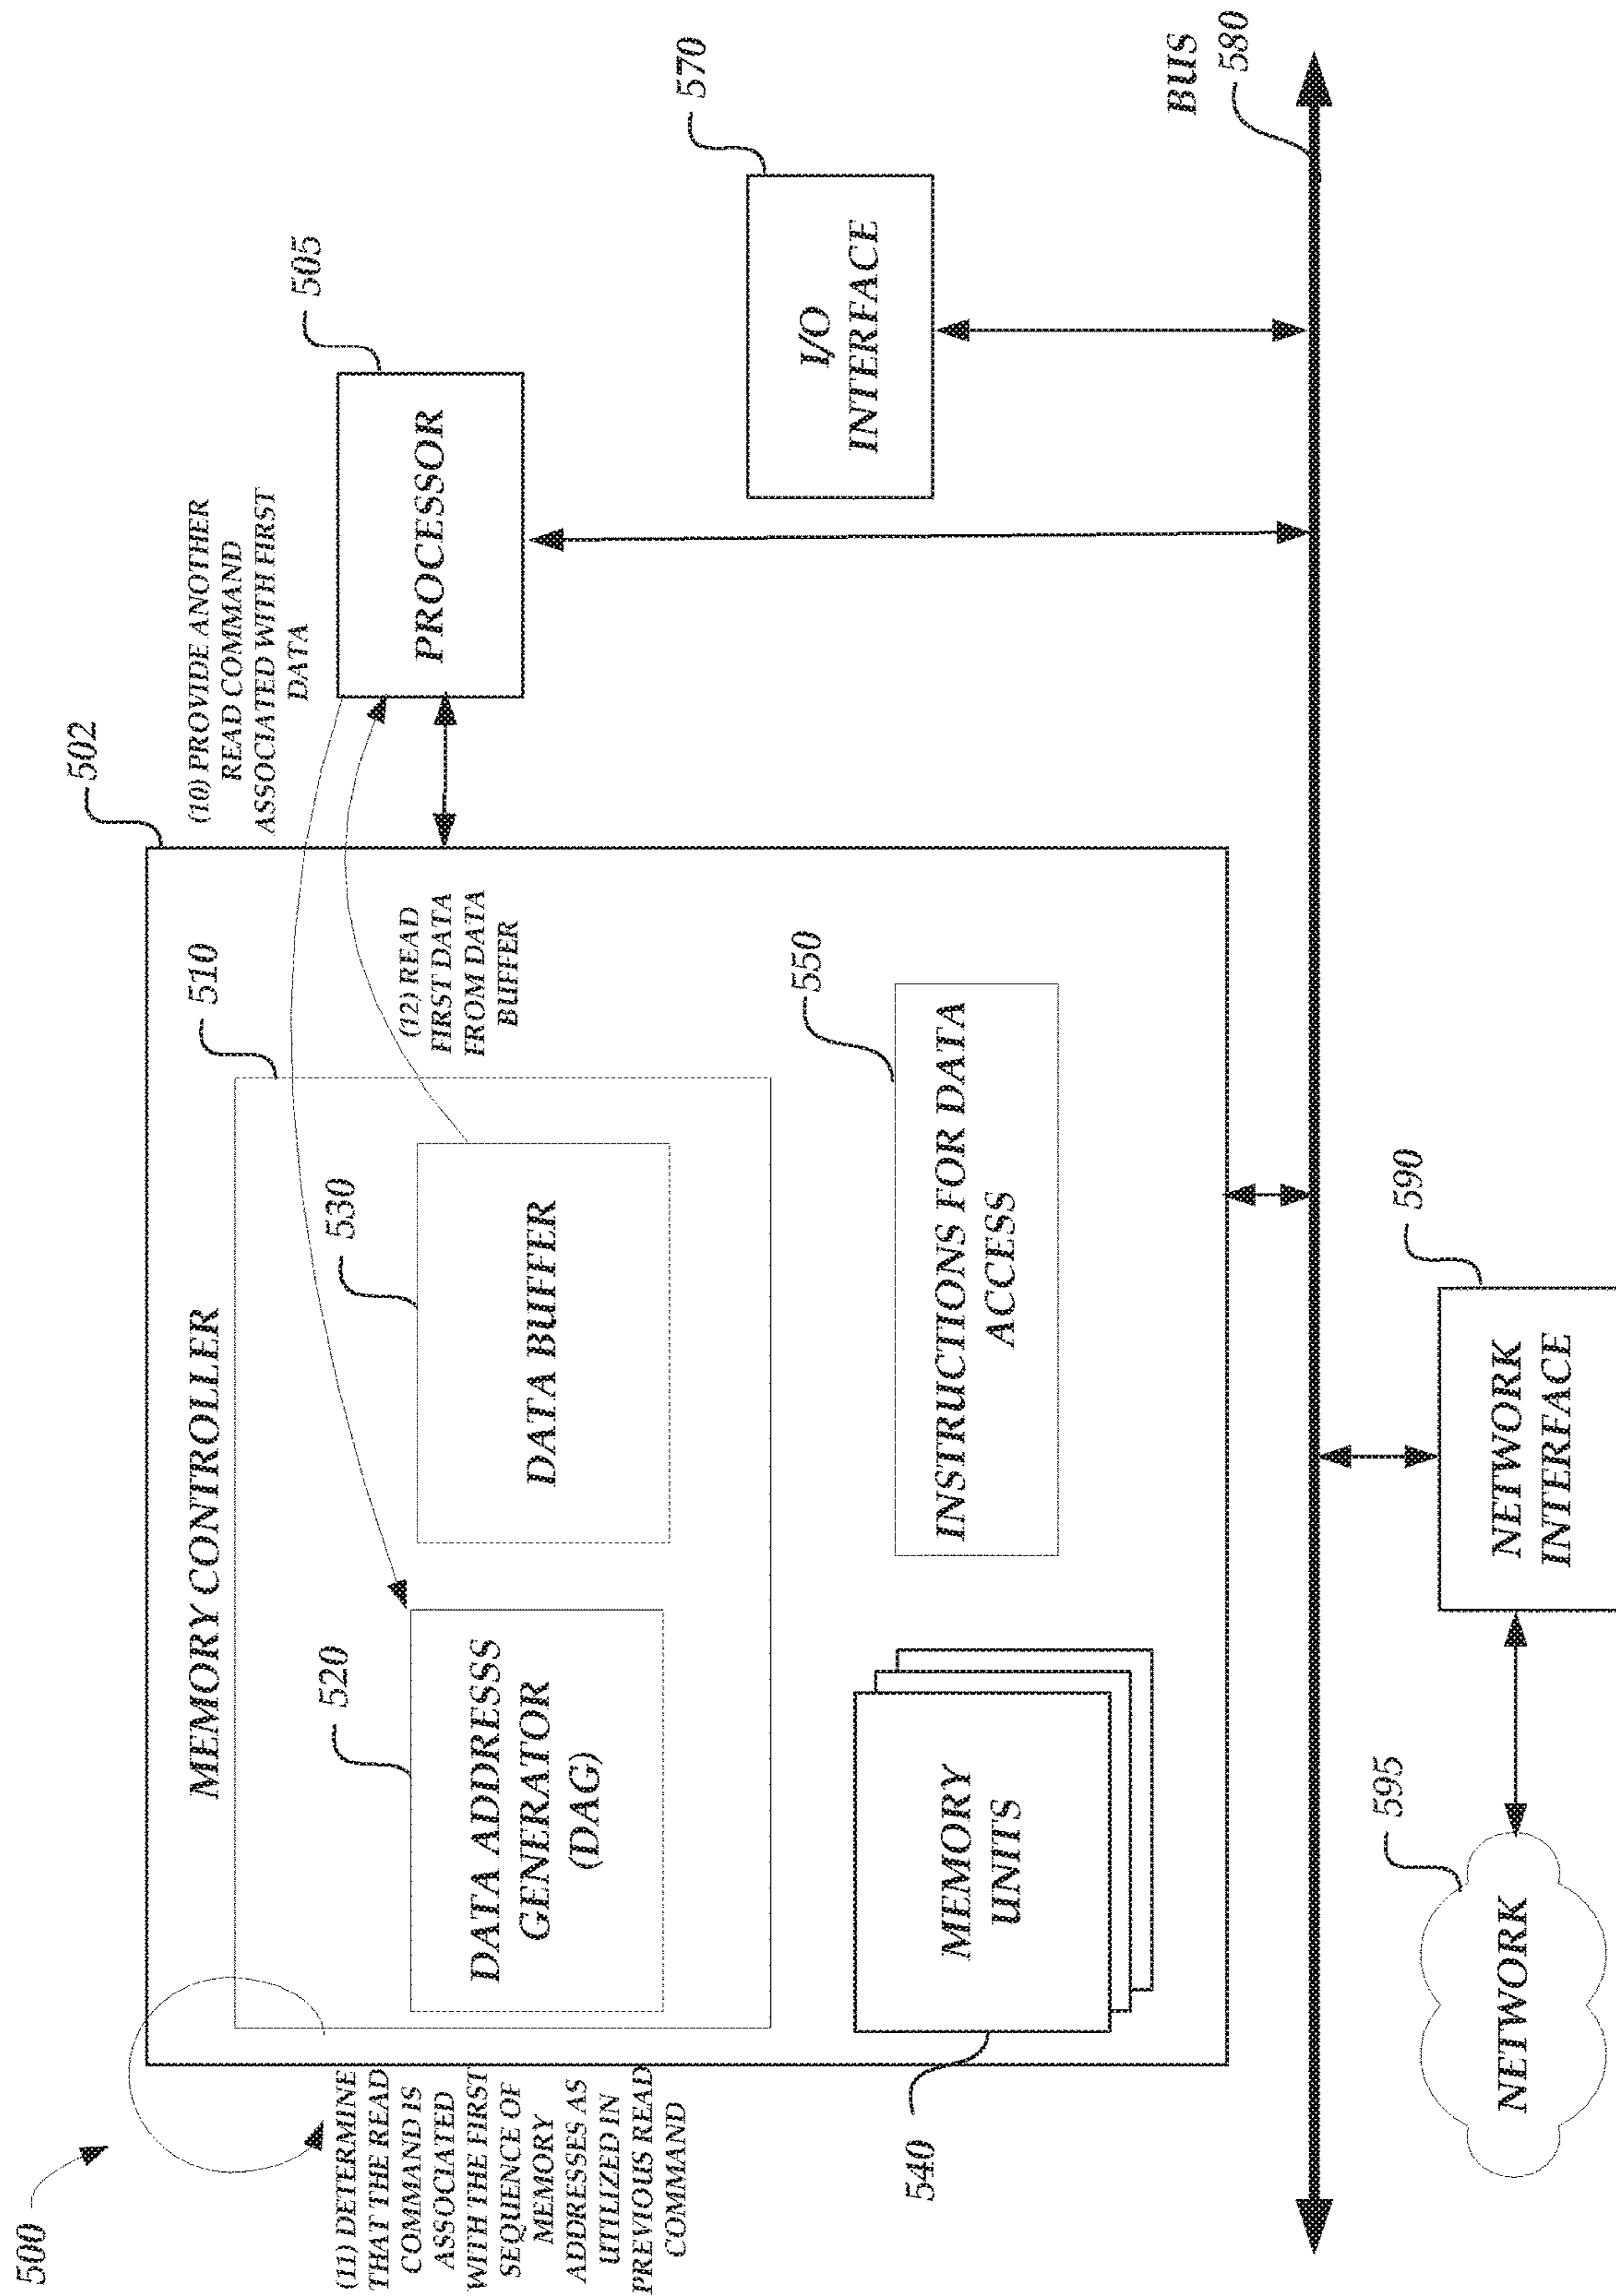 500
502
(10) PROVIDE ANOTHER
READ COMMAND
ASSOCIATED WITH FIRST
DATA
505
570
BUS
580
MEMORY CONTROLLER
510
(11) DETERMINE
THAT THE READ
COMMAND IS
ASSOCIATED
WITH THE FIRST
SEQUENCE OF
MEMORY
ADDRESSES AS
UTILIZED IN
PREVIOUS READ
COMMAND
520
DATA ADDRESS
GENERATOR
(DAG)
530
DATA BUFFER
(12) READ
FIRST DATA
FROM DATA
BUFFER
PROCESSOR
I/O
INTERFACE
540
MEMORY
UNITS
550
INSTRUCTIONS FOR DATA
ACCESS
595
NETWORK
590
NETWORK
INTERFACE